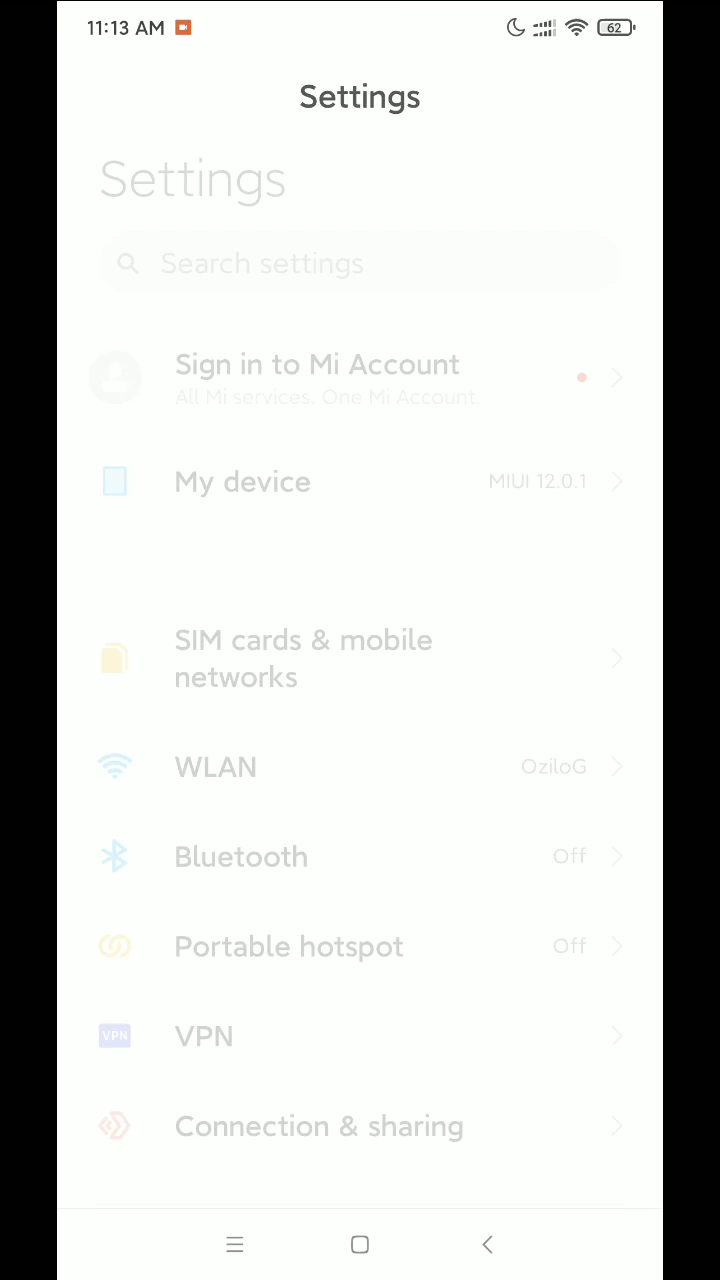 11:13 AM
62
Settings
Settings
Search settings
Sign in to Mi Account
All Mi services. One Mi Account.
My device
MIUI 12.0.1
SIM cards & mobile
networks
WLAN
OziloG
Bluetooth
Off
Portable hotspot
Off
VPN
VPN
Connection & sharing